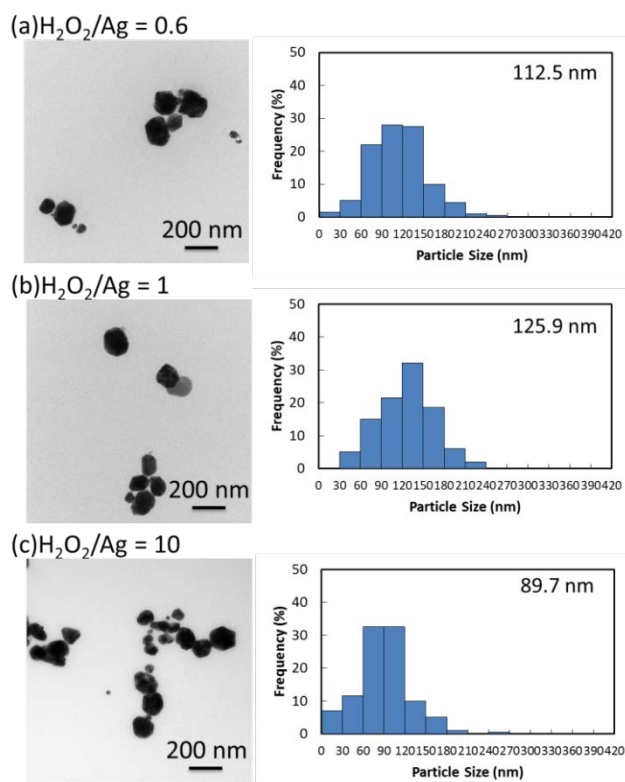 (a)H₂O₂/Ag = 0.6
200 nm
50
40
30
20
10
0
Frequency (%)
112.5 nm
0 30 60 90 120 150 180 210 240 270 300 330 360 390 420
Particle Size (nm)
(b)H₂O₂/Ag = 1
200 nm
50
40
30
20
10
0
Frequency (%)
125.9 nm
0 30 60 90 120 150 180 210 240 270 300 330 360 390 420
Particle Size (nm)
(c)H₂O₂/Ag = 10
200 nm
50
40
30
20
10
0
Frequency (%)
89.7 nm
0 30 60 90 120 150 180 210 240 270 300 330 360 390 420
Particle Size (nm)